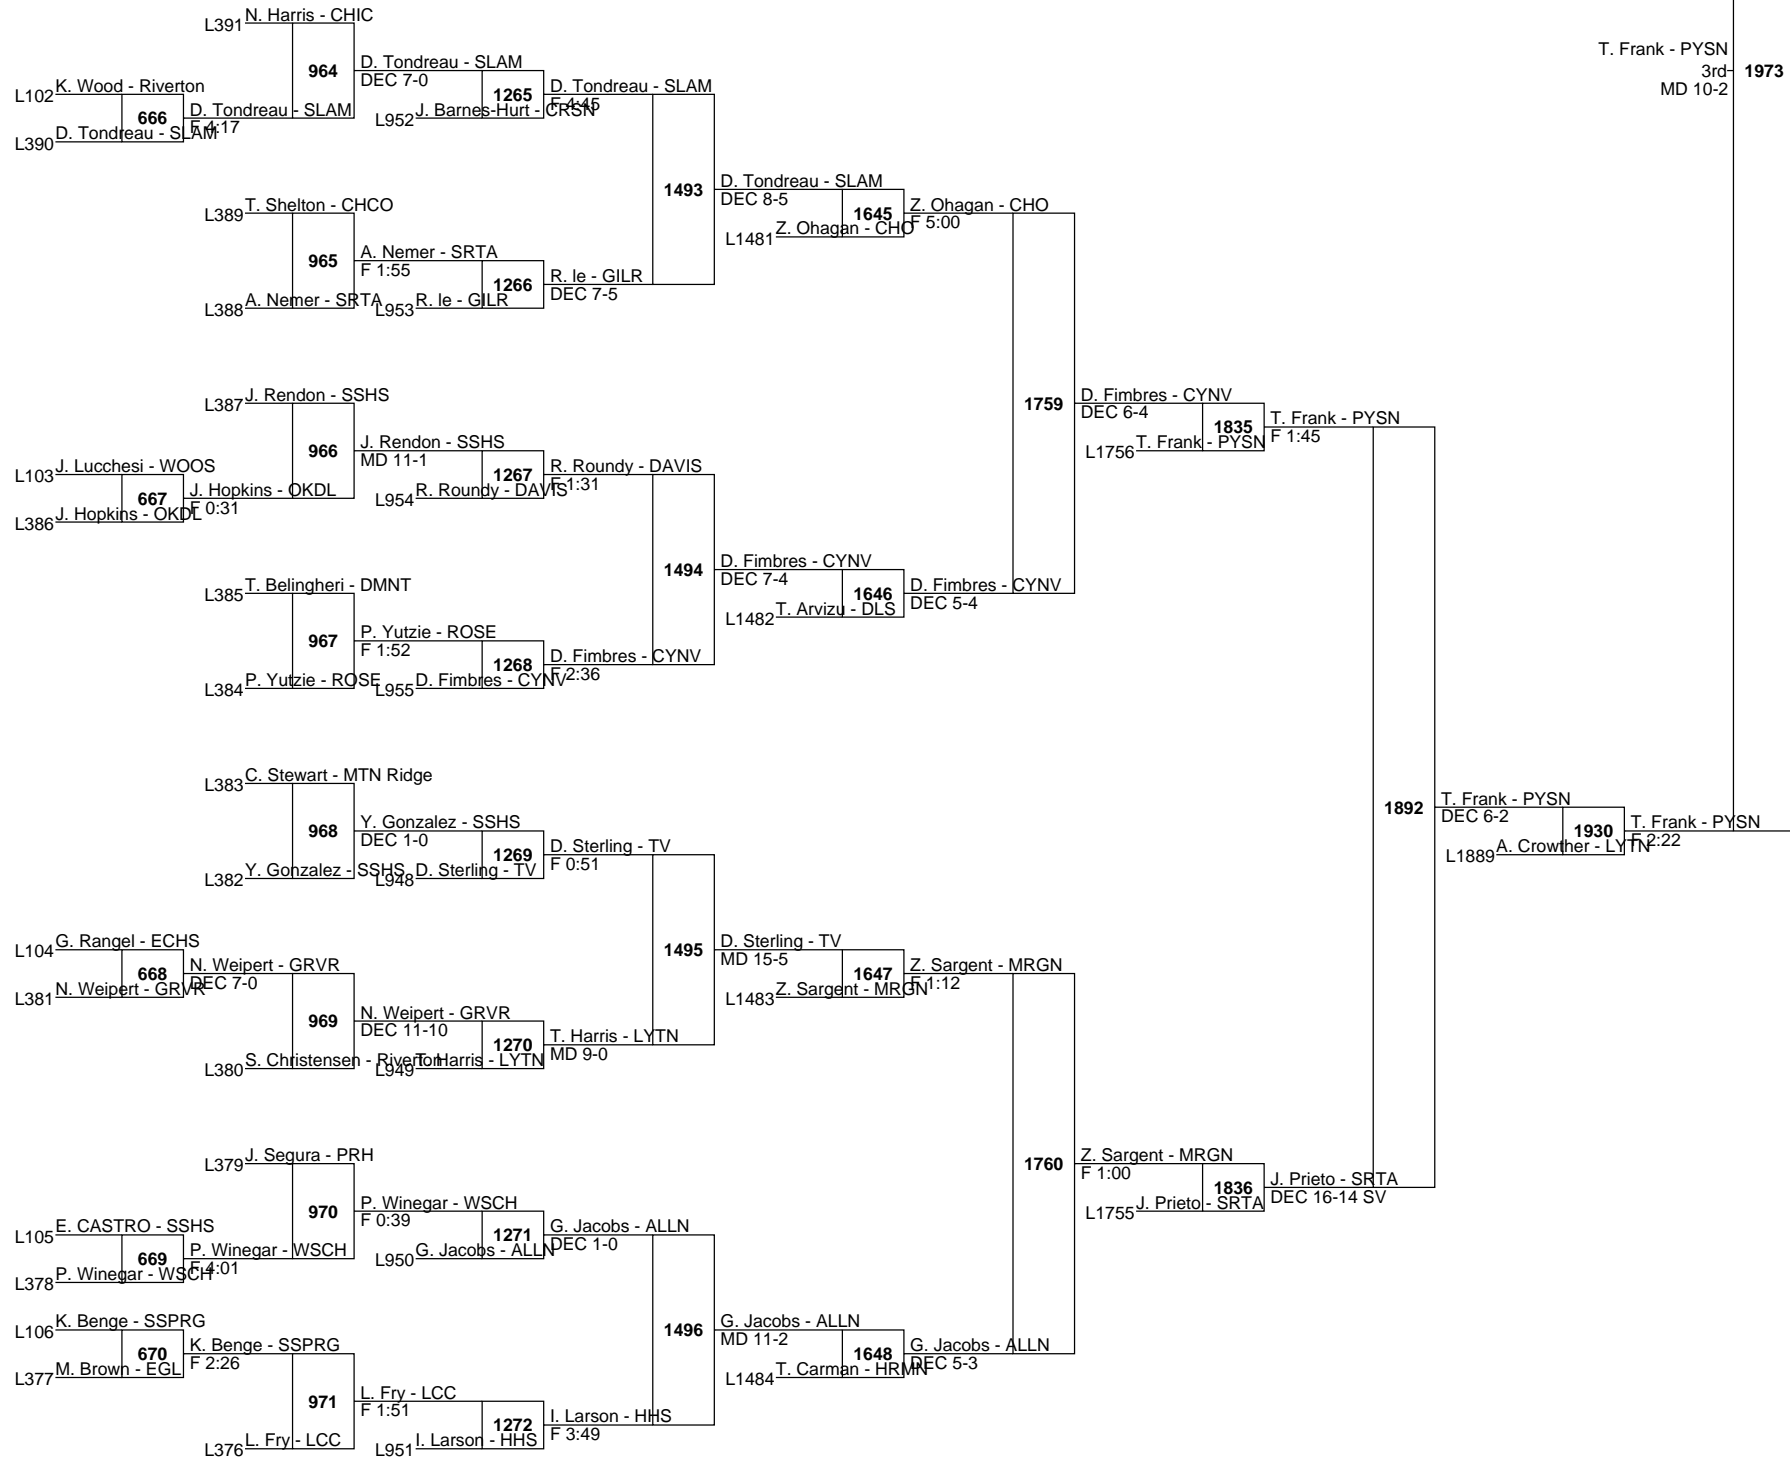 N. Harris - CHIC
L391
964
D. Tondreau - SLAM
DEC 7-0
K. Wood - Riverton
L102
666
D. Tondreau - SLAM
F 4:17
L390
D. Tondreau - SLAM
1265
D. Tondreau - SLAM
F 4:45
L952
J. Barnes-Hurt - CRSN
T. Frank - PYSN
3rd
1973
MD 10-2
1493
D. Tondreau - SLAM
DEC 8-5
T. Shelton - CHCO
L389
965
A. Nemer - SRTA
F 1:55
L388
A. Nemer - SRTA
1266
R. le - GILR
DEC 7-5
L953
R. le - GILR
1645
Z. Ohagan - CHO
F 5:00
L1481
Z. Ohagan - CHO
J. Rendon - SSHS
L387
966
J. Rendon - SSHS
MD 11-1
L103
J. Lucchesi - WOOS
667
J. Hopkins - OKDL
F 0:31
L386
J. Hopkins - OKDL
1267
R. Roundy - DAVIS
F 1:31
L954
R. Roundy - DAVIS
1759
D. Fimbres - CYNV
DEC 6-4
1835
T. Frank - PYSN
F 1:45
L1756
T. Frank - PYSN
1494
D. Fimbres - CYNV
DEC 7-4
1646
D. Fimbres - CYNV
DEC 5-4
L1482
T. Arvizu - DLS
L385
T. Belingheri - DMNT
967
P. Yutzie - ROSE
F 1:52
L384
P. Yutzie - ROSE
1268
D. Fimbres - CYNV
F 2:36
L955
D. Fimbres - CYNV
L383
C. Stewart - MTN Ridge
968
Y. Gonzalez - SSHS
DEC 1-0
L382
Y. Gonzalez - SSHS
1269
D. Sterling - TV
F 0:51
L948
D. Sterling - TV
1892
T. Frank - PYSN
DEC 6-2
1930
T. Frank - PYSN
F 2:22
L1889
A. Crowther - LYTN
L104
G. Rangel - ECHS
668
N. Weipert - GRVR
DEC 7-0
L381
N. Weipert - GRVR
1495
D. Sterling - TV
MD 15-5
1647
Z. Sargent - MRGN
F 1:12
L1483
Z. Sargent - MRGN
969
N. Weipert - GRVR
DEC 11-10
L380
S. Christensen - Riverton
1270
T. Harris - LYTN
MD 9-0
L949
T. Harris - LYTN
L379
J. Segura - PRH
970
P. Winegar - WSCH
F 0:39
L105
E. CASTRO - SSHS
669
P. Winegar - WSCH
F 4:01
L378
P. Winegar - WSCH
1271
G. Jacobs - ALLN
DEC 1-0
L950
G. Jacobs - ALLN
1760
Z. Sargent - MRGN
F 1:00
1836
J. Prieto - SRTA
DEC 16-14 SV
L1755
J. Prieto - SRTA
L106
K. Benge - SSPRG
670
K. Benge - SSPRG
F 2:26
L377
M. Brown - EGL
1496
G. Jacobs - ALLN
MD 11-2
1648
G. Jacobs - ALLN
DEC 5-3
L1484
T. Carman - HRMN
971
L. Fry - LCC
F 1:51
L376
L. Fry - LCC
1272
I. Larson - HHS
F 3:49
L951
I. Larson - HHS